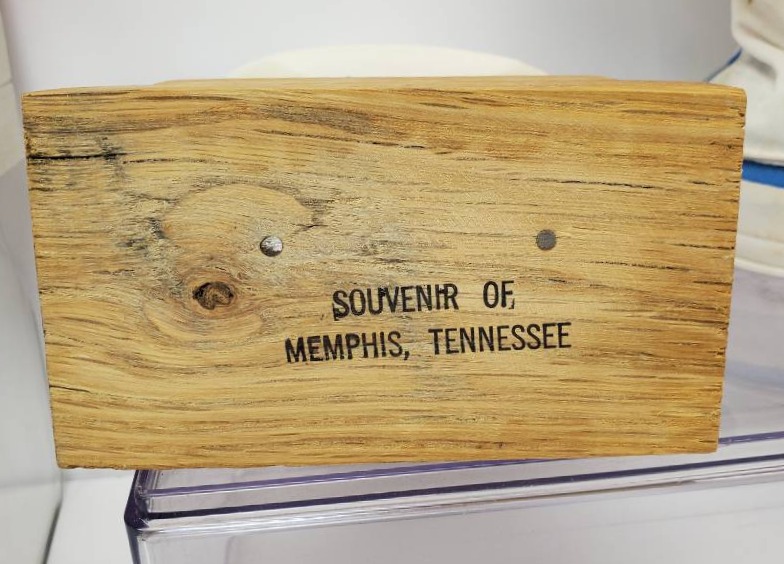 SOUVENIR OF
MEMPHIS, TENNESSEE